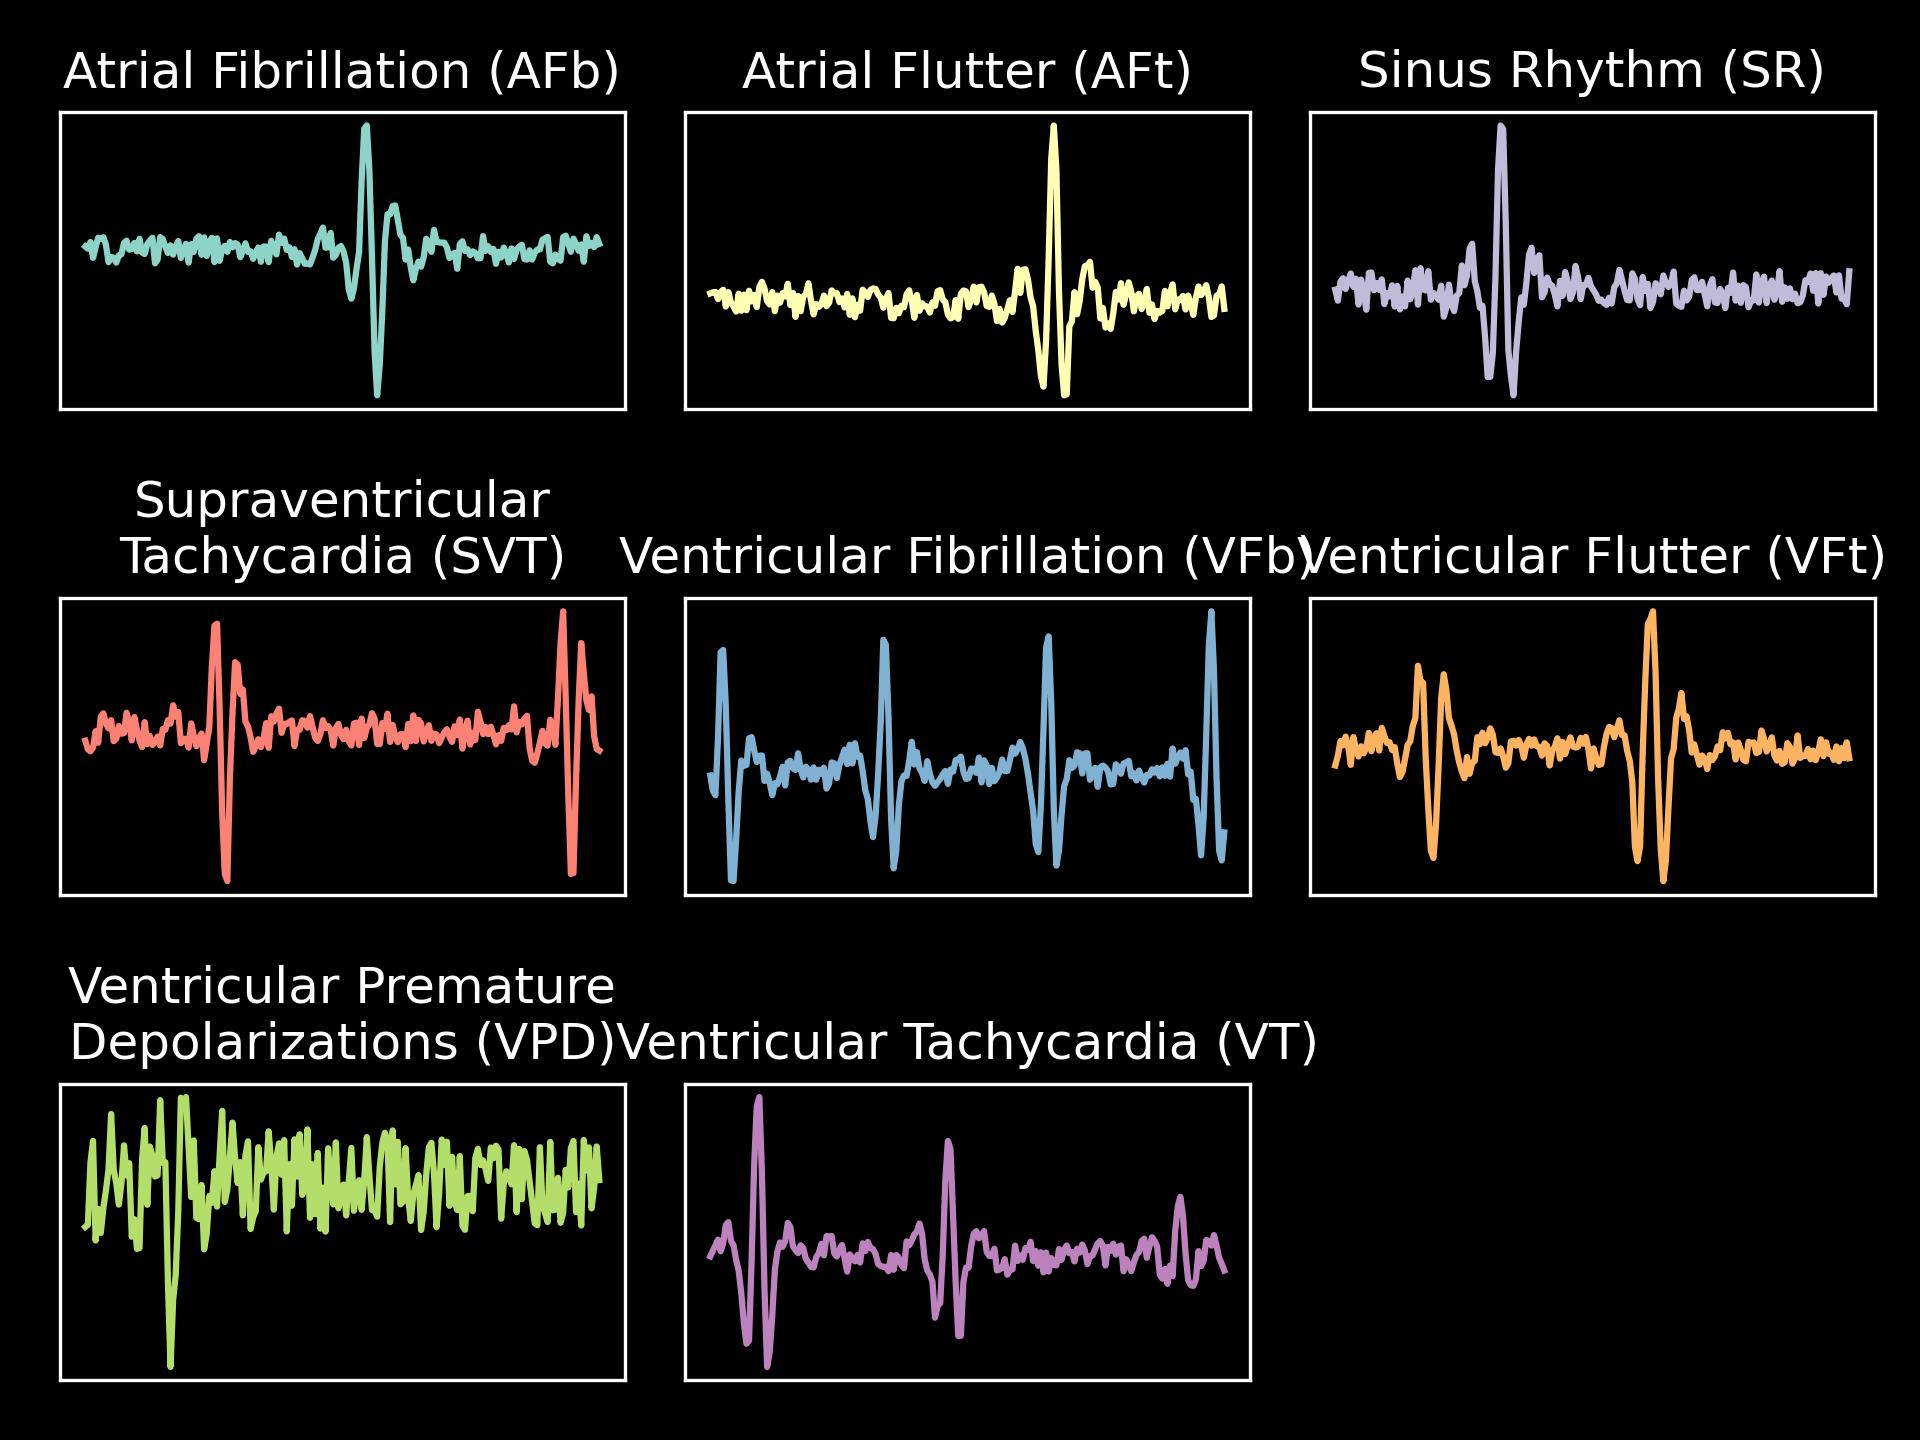 Atrial Fibrillation (AFb)
Atrial Flutter (AFt)
Sinus Rhythm (SR)
Supraventricular
Tachycardia (SVT)
Ventricular Fibrillation (VFb)
Ventricular Flutter (VFt)
Ventricular Premature
Depolarizations (VPD)
Ventricular Tachycardia (VT)